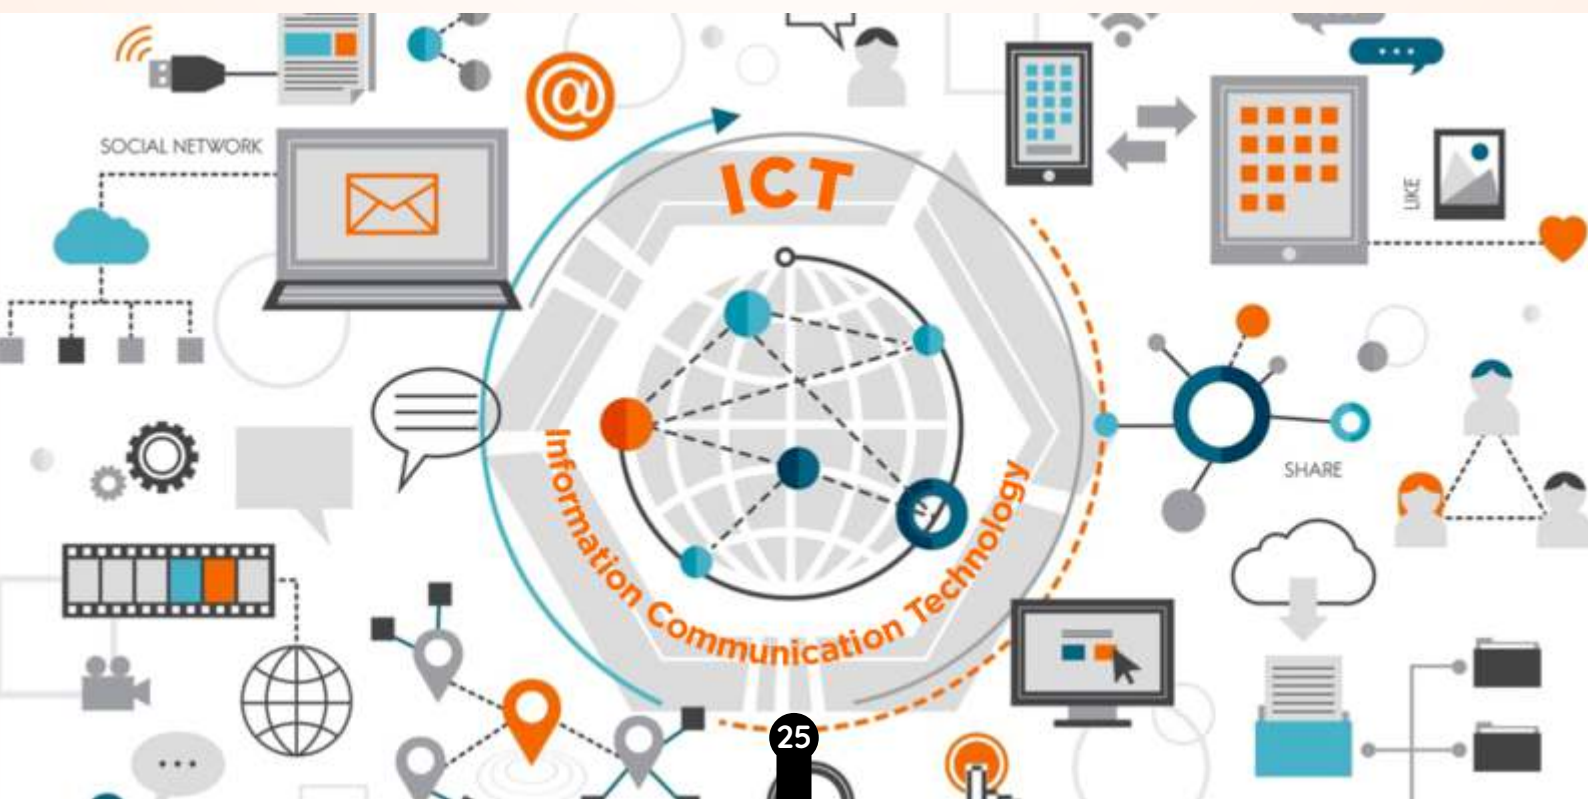 @
SOCIAL NETWORK
ICT
LIKE
Information Communication Technology
SHARE
25